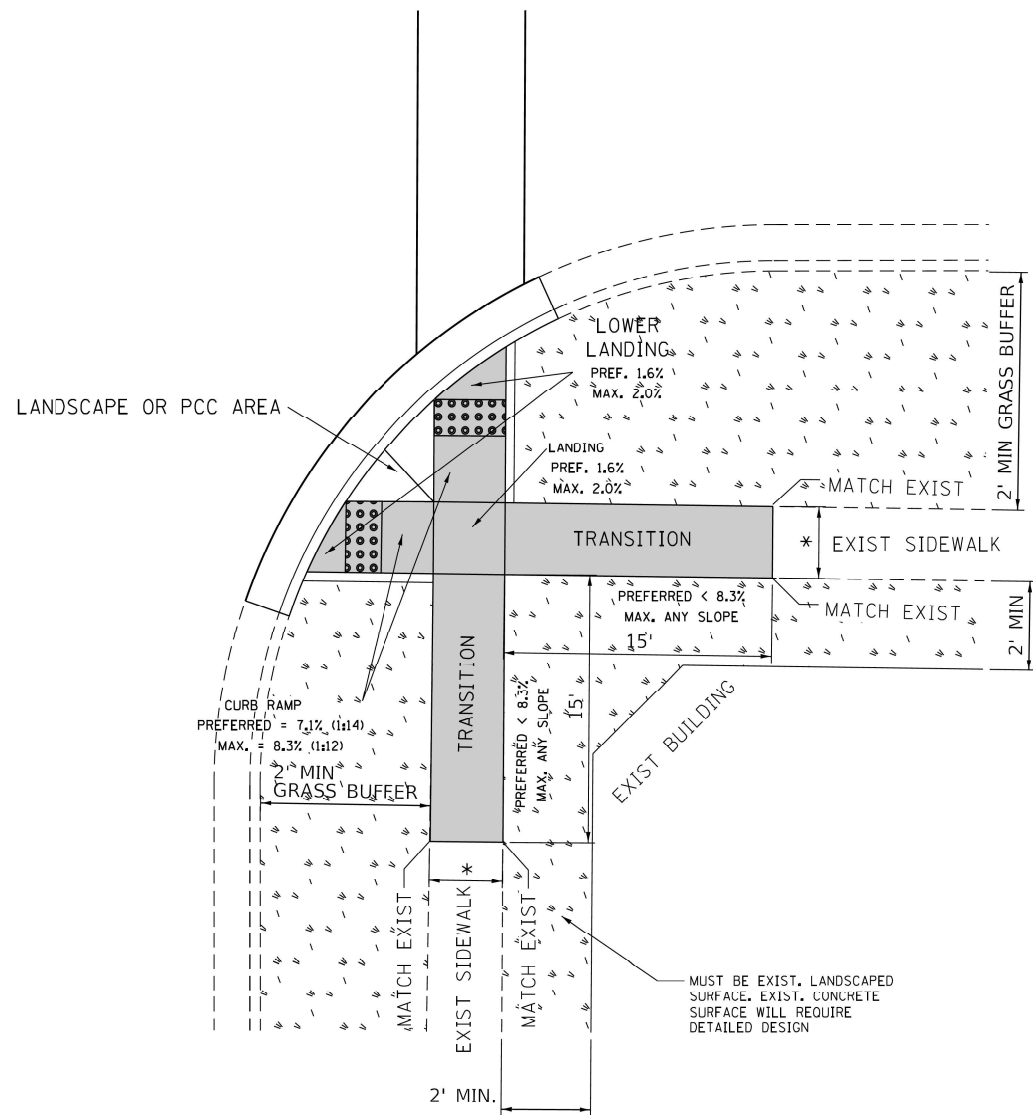 LOWER
LANDING
PREF. 1.6%
MAX. 2.0%
LANDSCAPE OR PCC AREA
LANDING
PREF. 1.6%
MAX. 2.0%
2' MIN GRASS BUFFER
MATCH EXIST
TRANSITION
* EXIST SIDEWALK
PREFERRED < 8.3%
MAX. ANY SLOPE
15'
MATCH EXIST
2' MIN
TRANSITION
PREFERRED < 8.3%
MAX. ANY SLOPE
15'
EXIST BUILDING
CURB RAMP
PREFERRED = 7.1% (1:14)
MAX. = 8.3% (1:12)
2' MIN
GRASS BUFFER
MATCH EXIST
EXIST SIDEWALK *
MATCH EXIST
MUST BE EXIST. LANDSCAPED
SURFACE. EXIST. CONCRETE
SURFACE WILL REQUIRE
DETAILED DESIGN
2' MIN.